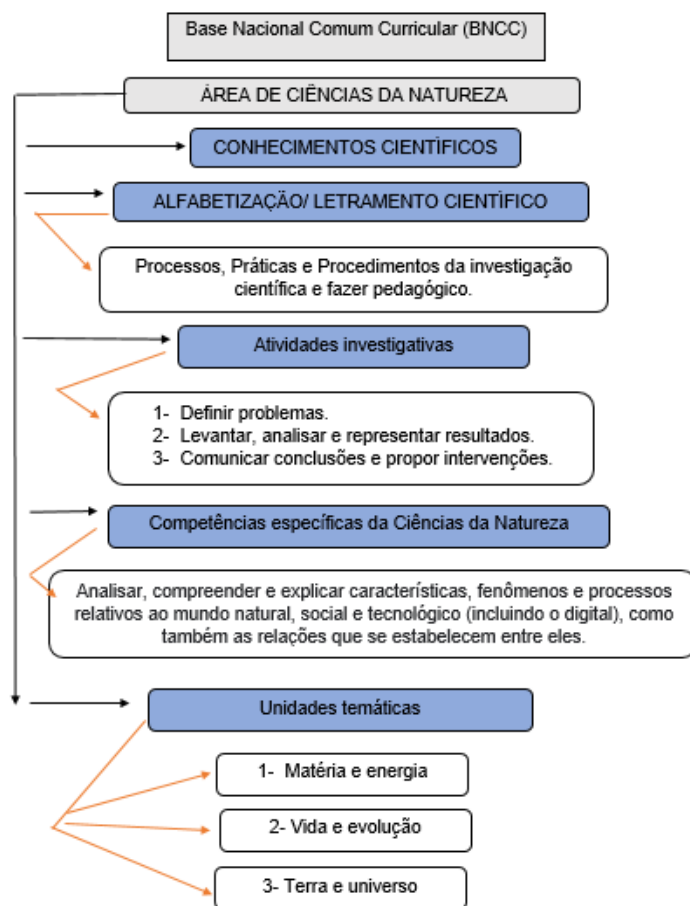 Base Nacional Comum Curricular (BNCC)
ÁREA DE CIÊNCIAS DA NATUREZA
CONHECIMENTOS CIENTÍFICOS
ALFABETIZAÇÃO/ LETRAMENTO CIENTÍFICO
Processos, Práticas e Procedimentos da investigação
científica e fazer pedagógico.
Atividades investigativas
1- Definir problemas.
2- Levantar, analisar e representar resultados.
3- Comunicar conclusões e propor intervenções.
Competências específicas da Ciências da Natureza
Analisar, compreender e explicar características, fenômenos e processos
relativos ao mundo natural, social e tecnológico (incluindo o digital), como
também as relações que se estabelecem entre eles.
Unidades temáticas
1- Matéria e energia
2- Vida e evolução
3- Terra e universo